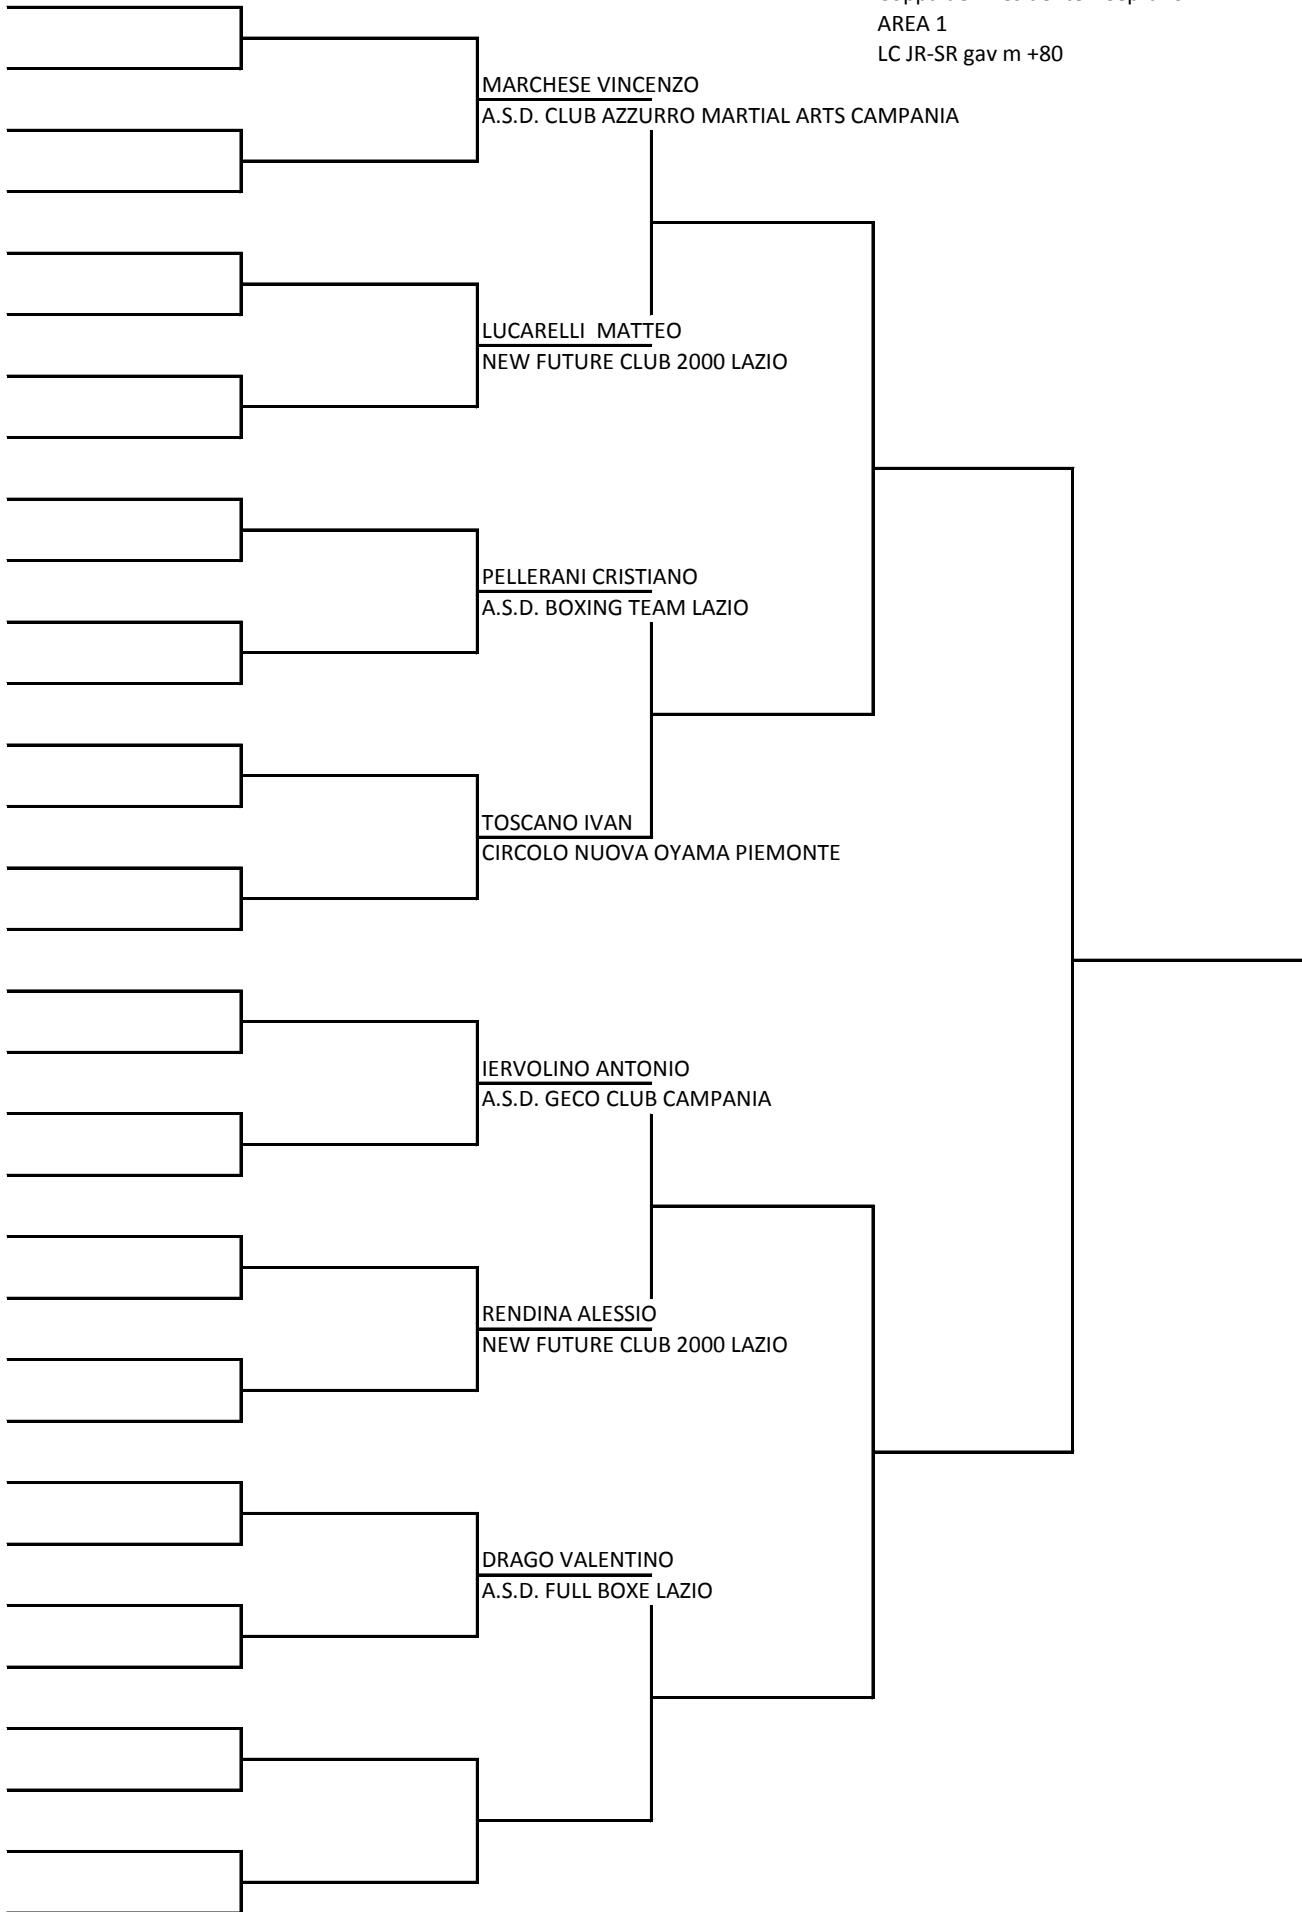 AREA 1
LC JR-SR gav m +80
MARCHESE VINCENZO
A.S.D. CLUB AZZURRO MARTIAL ARTS CAMPANIA
LUCARELLI  MATTEO
NEW FUTURE CLUB 2000 LAZIO
PELLERANI CRISTIANO
A.S.D. BOXING TEAM LAZIO
TOSCANO IVAN
CIRCOLO NUOVA OYAMA PIEMONTE
IERVOLINO ANTONIO
A.S.D. GECO CLUB CAMPANIA
RENDINA ALESSIO
NEW FUTURE CLUB 2000 LAZIO
DRAGO VALENTINO
A.S.D. FULL BOXE LAZIO